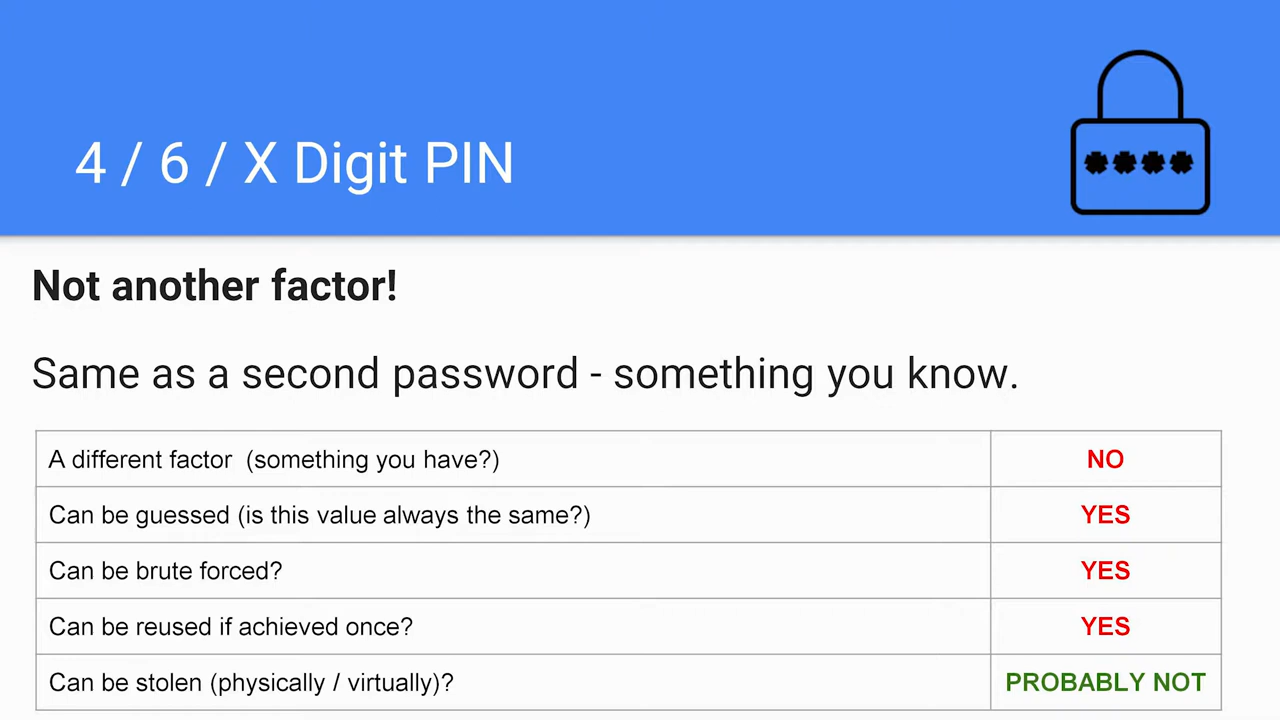 4 / 6 / X Digit PIN
****
Not another factor!
Same as a second password - something you know.
A different factor (something you have?) NO
Can be guessed (is this value always the same?) YES
Can be brute forced? YES
Can be reused if achieved once? YES
Can be stolen (physically / virtually)? PROBABLY NOT